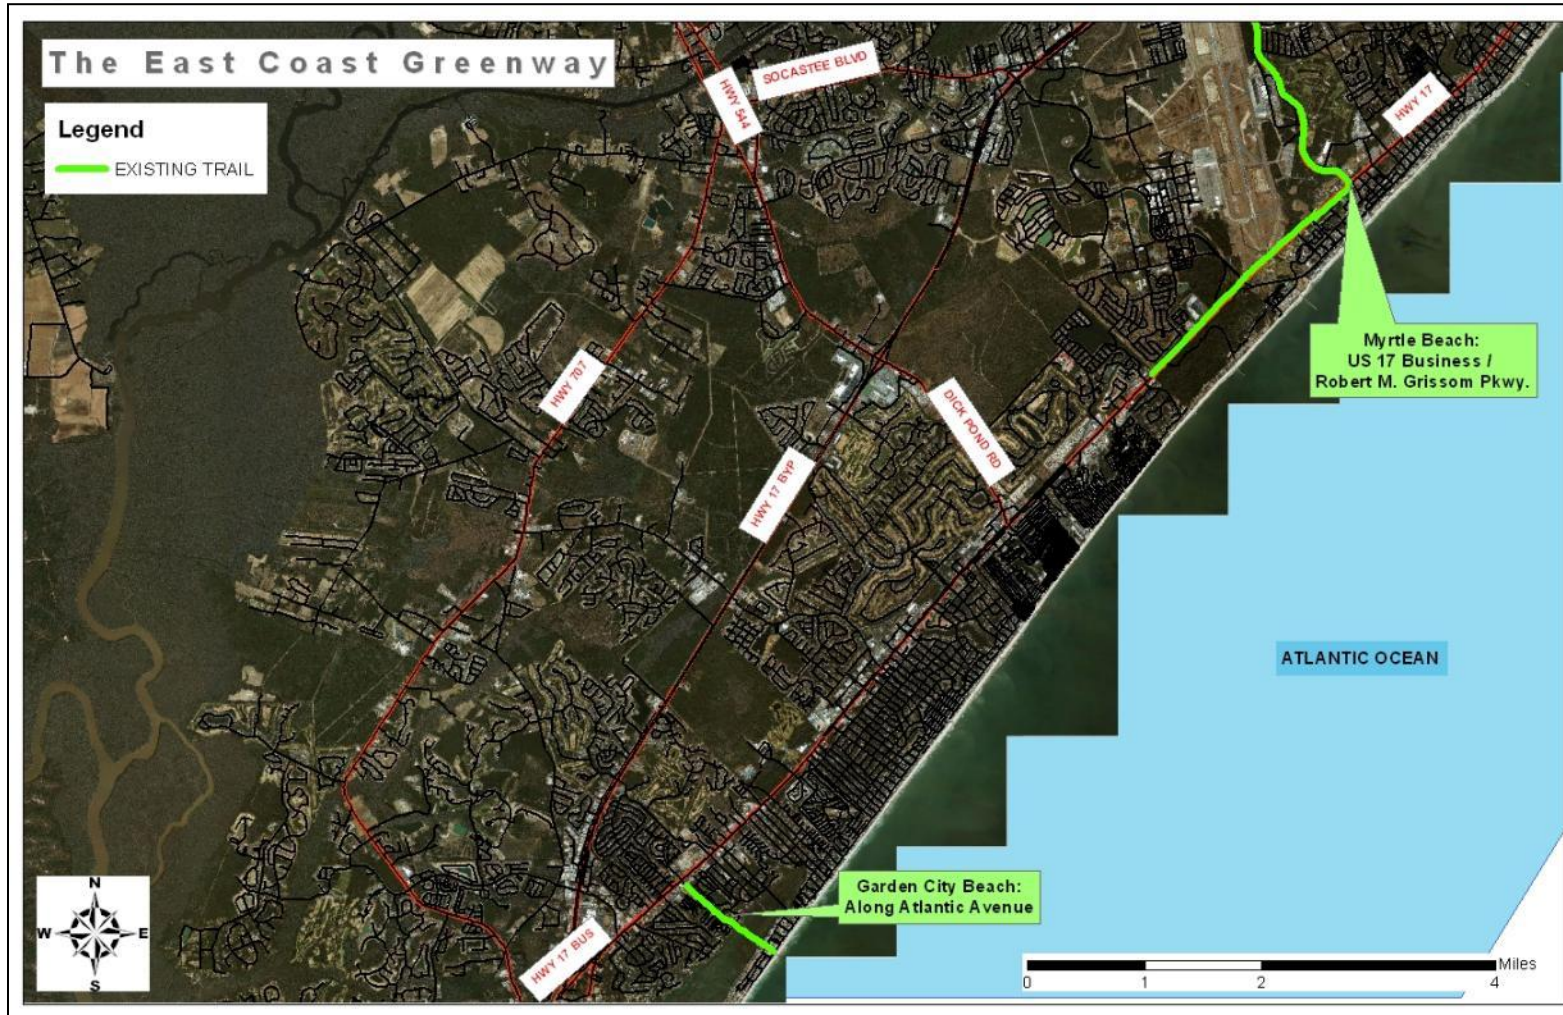 The East Coast Greenway
Legend
EXISTING TRAIL
SOCASTEE BLVD
HWY 544
HWY 17
Myrtle Beach:
US 17 Business /
Robert M. Grissom Pkwy.
HWY 707
DICK POND RD
HWY 17 BYP
ATLANTIC OCEAN
Garden City Beach:
Along Atlantic Avenue
HWY 17 BUS
N
W E
S
Miles
0 1 2 4